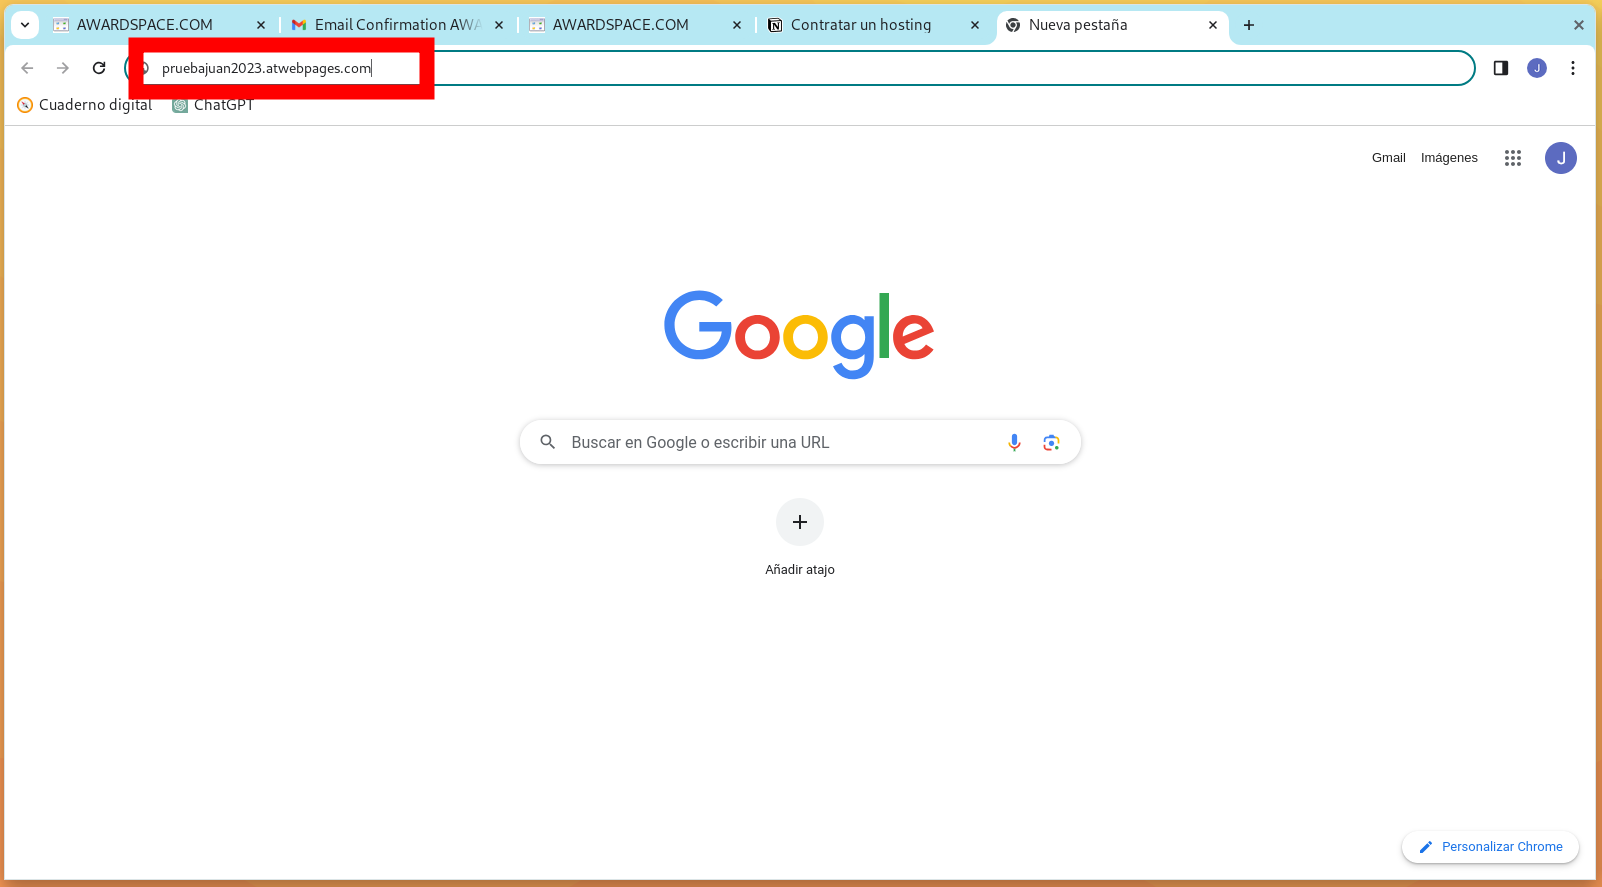 AWARDSPACE.COM
Email Confirmation AWA
AWARDSPACE.COM
Contratar un hosting
Nueva pestaña
pruebajuan2023.atwebpages.com
J
Cuaderno digital
ChatGPT
Gmail
Imágenes
J
Google
Buscar en Google o escribir una URL
Añadir atajo
Personalizar Chrome